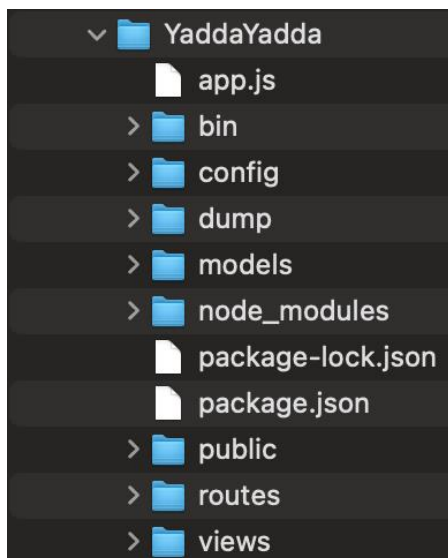 YaddaYadda
app.js
bin
config
dump
models
node_modules
package-lock.json
package.json
public
routes
views